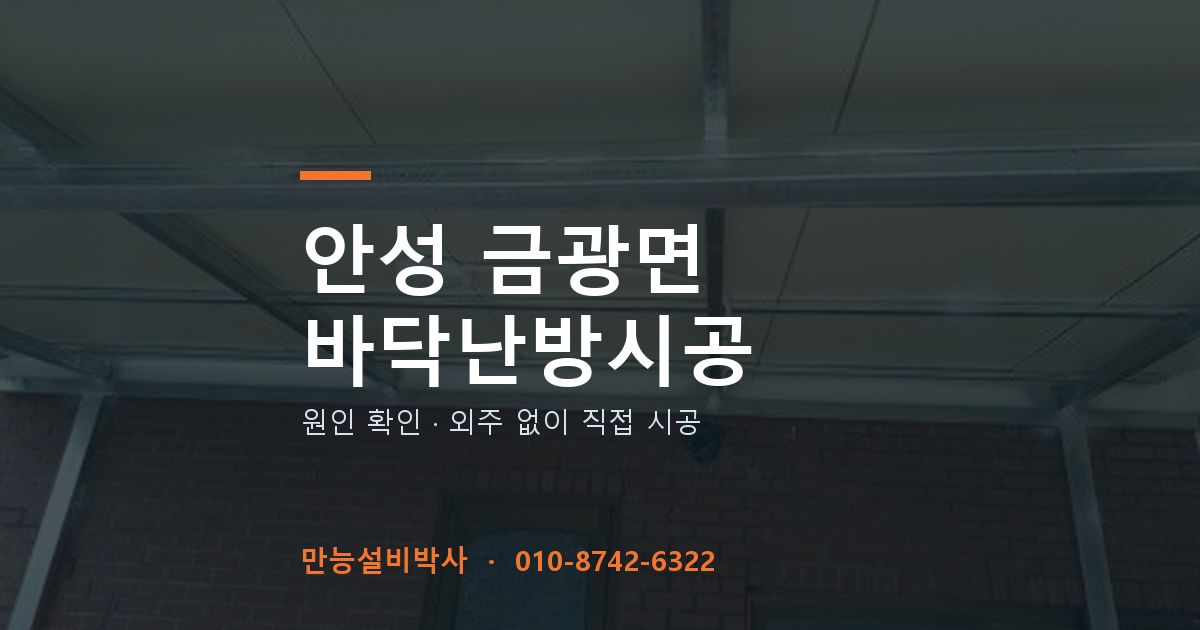 안성 금광면
바닥난방시공
원인 확인 · 외주 없이 직접 시공
만능설비박사 · 010-8742-6322